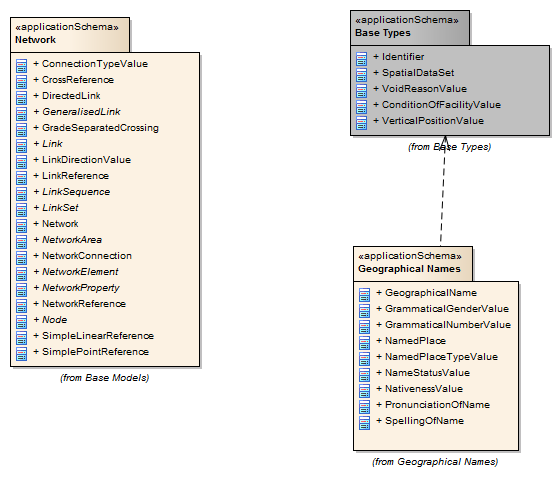 «applicationSchema»
Network
+ ConnectionTypeValue
+ CrossReference
+ DirectedLink
+ GeneralisedLink
+ GradeSeparatedCrossing
+ Link
+ LinkDirectionValue
+ LinkReference
+ LinkSequence
+ LinkSet
+ Network
+ NetworkArea
+ NetworkConnection
+ NetworkElement
+ NetworkProperty
+ NetworkReference
+ Node
+ SimpleLinearReference
+ SimplePointReference
(from Base Models)
«applicationSchema»
Base Types
+ Identifier
+ SpatialDataSet
+ VoidReasonValue
+ ConditionOfFacilityValue
+ VerticalPositionValue
(from Base Types)
«applicationSchema»
Geographical Names
+ GeographicalName
+ GrammaticalGenderValue
+ GrammaticalNumberValue
+ NamedPlace
+ NamedPlaceTypeValue
+ NameStatusValue
+ NativenessValue
+ PronunciationOfName
+ SpellingOfName
(from Geographical Names)